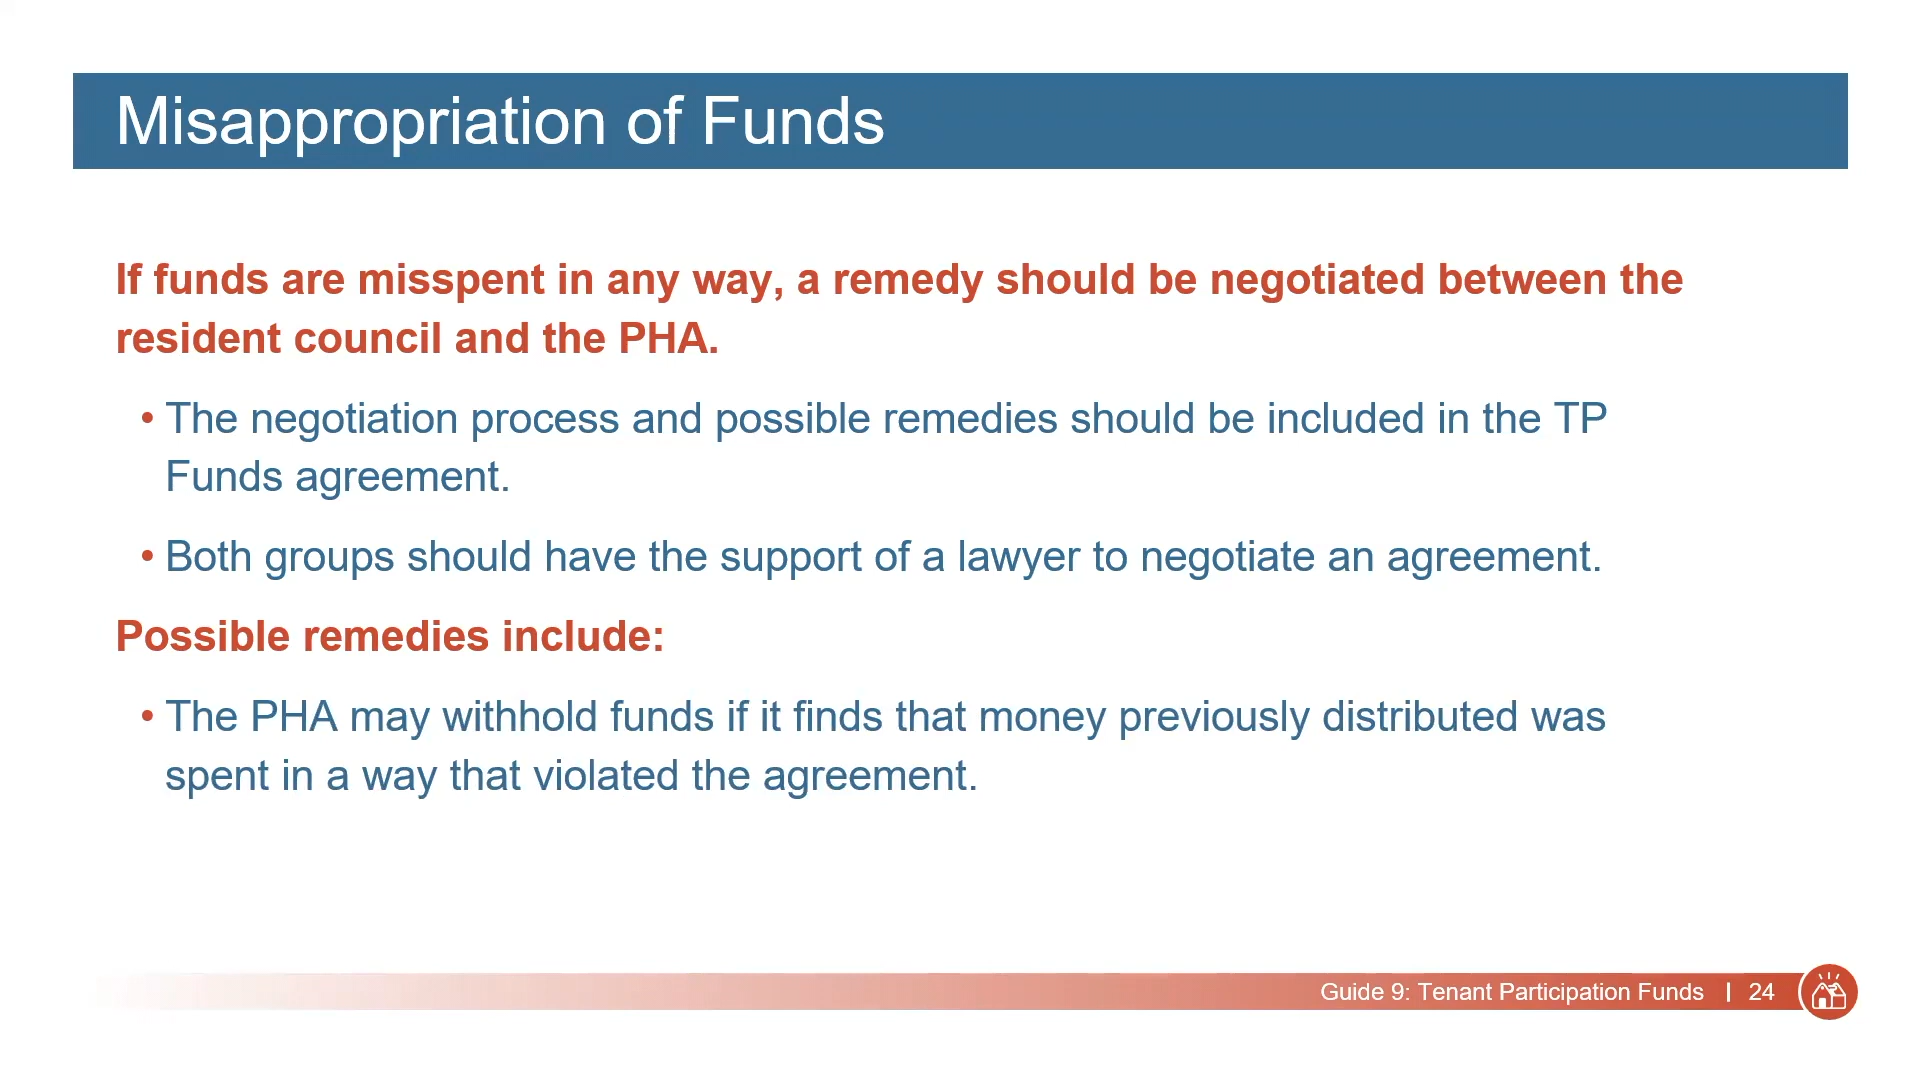 Misappropriation of Funds
If funds are misspent in any way, a remedy should be negotiated between the
resident council and the PHA.
• The negotiation process and possible remedies should be included in the TP
Funds agreement.
• Both groups should have the support of a lawyer to negotiate an agreement.
Possible remedies include:
• The PHA may withhold funds if it finds that money previously distributed was
spent in a way that violated the agreement.
Guide 9: Tenant Participation Funds | 24